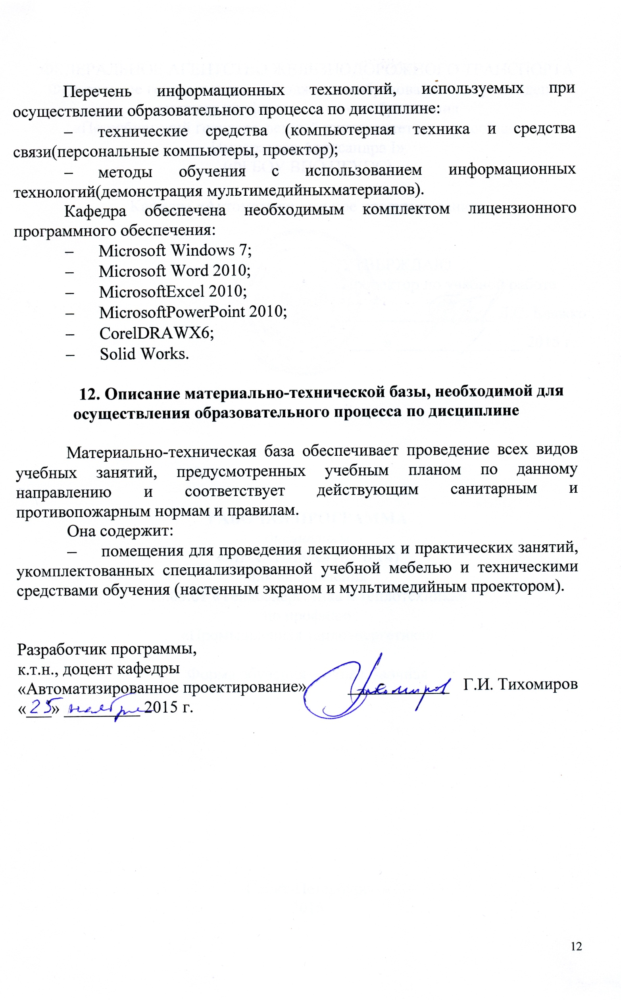 Перечень информационных технологий, используемых при
осуществлении образовательного процесса по дисциплине:
– технические средства (компьютерная техника и средства
связи(персональные компьютеры, проектор);
– методы обучения с использованием информационных
технологий(демонстрация мультимедийныхматериалов).
Кафедра обеспечена необходимым комплектом лицензионного
программного обеспечения:
– Microsoft Windows 7;
– Microsoft Word 2010;
– MicrosoftExcel 2010;
– MicrosoftPowerPoint 2010;
– CorelDRAWX6;
– Solid Works.
12. Описание материально-технической базы, необходимой для
осуществления образовательного процесса по дисциплине
Материально-техническая база обеспечивает проведение всех видов
учебных занятий, предусмотренных учебным планом по данному
направлению и соответствует действующим санитарным и
противопожарным нормам и правилам.
Она содержит:
– помещения для проведения лекционных и практических занятий,
укомплектованных специализированной учебной мебелью и техническими
средствами обучения (настенным экраном и мультимедийным проектором).
Разработчик программы,
к.т.н., доцент кафедры
«Автоматизированное проектирование» Тихомиров Г.И. Тихомиров
«25» ноября 2015 г.
12